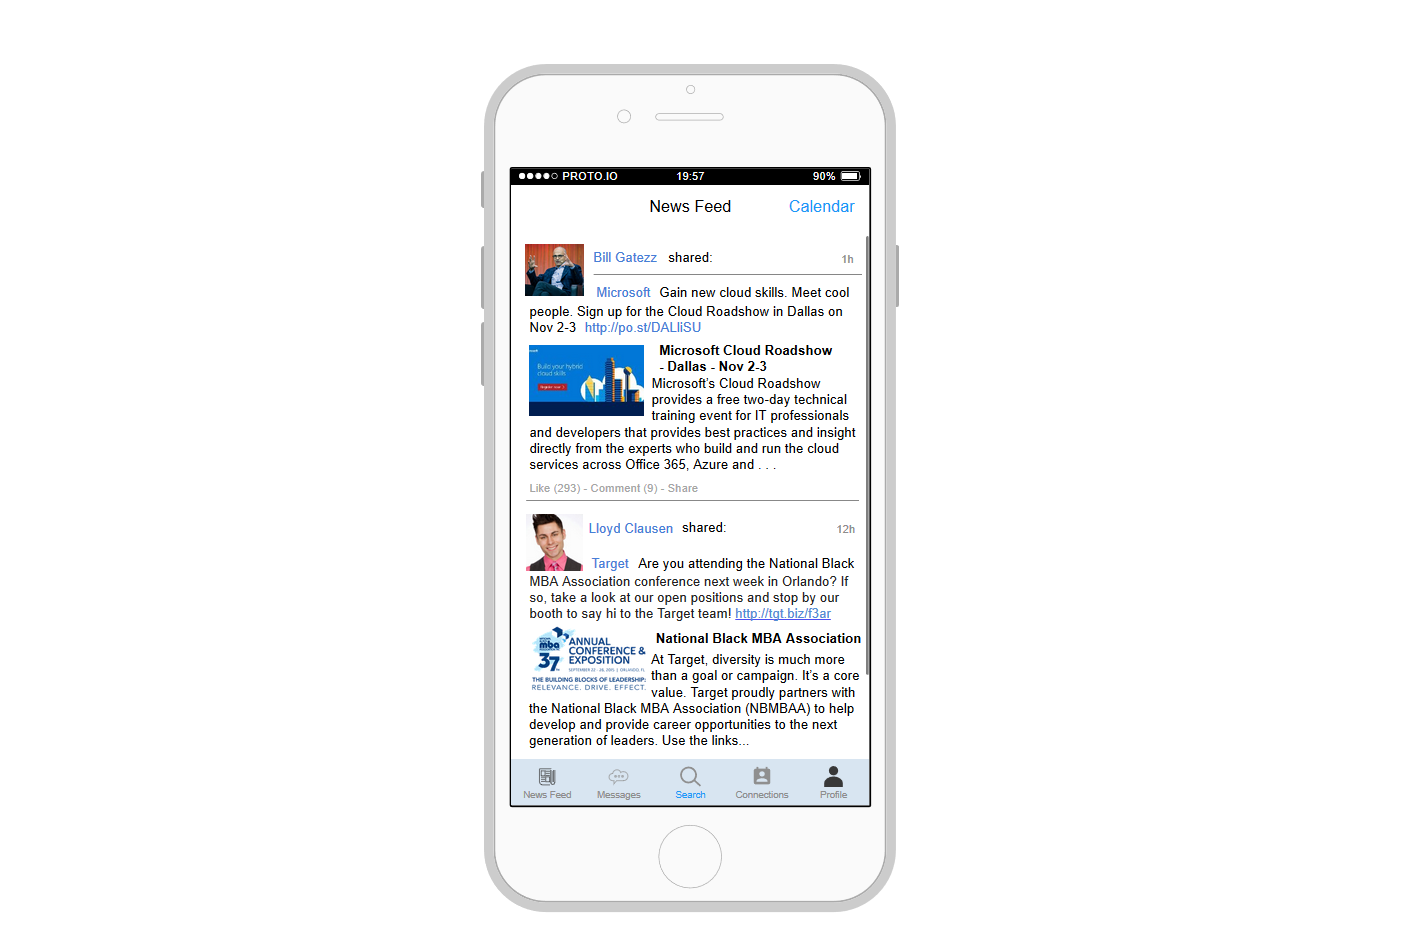 PROTO.IO 19:57 90%
News Feed Calendar
Bill Gatezz shared: 1h
Microsoft Gain new cloud skills. Meet cool
people. Sign up for the Cloud Roadshow in Dallas on
Nov 2-3 http://po.st/DALliSU
Build your hybrid
cloud skills
Register now
Microsoft Cloud Roadshow
- Dallas - Nov 2-3
Microsoft's Cloud Roadshow
provides a free two-day technical
training event for IT professionals
and developers that provides best practices and insight
directly from the experts who build and run the cloud
services across Office 365, Azure and . . .
Like (293) - Comment (9) - Share
Lloyd Clausen shared: 12h
Target Are you attending the National Black
MBA Association conference next week in Orlando? If
so, take a look at our open positions and stop by our
booth to say hi to the Target team! http://tgt.biz/f3ar
mba
37TH
ANNUAL
CONFERENCE &
EXPOSITION
SEPTEMBER 22 - 26, 2015 | ORLANDO, FL
THE BUILDING BLOCKS OF LEADERSHIP:
RELEVANCE. DRIVE. EFFECT.
National Black MBA Association
At Target, diversity is much more
than a goal or campaign. It's a core
value. Target proudly partners with
the National Black MBA Association (NBMBAA) to help
develop and provide career opportunities to the next
generation of leaders. Use the links...
News Feed Messages Search Connections Profile